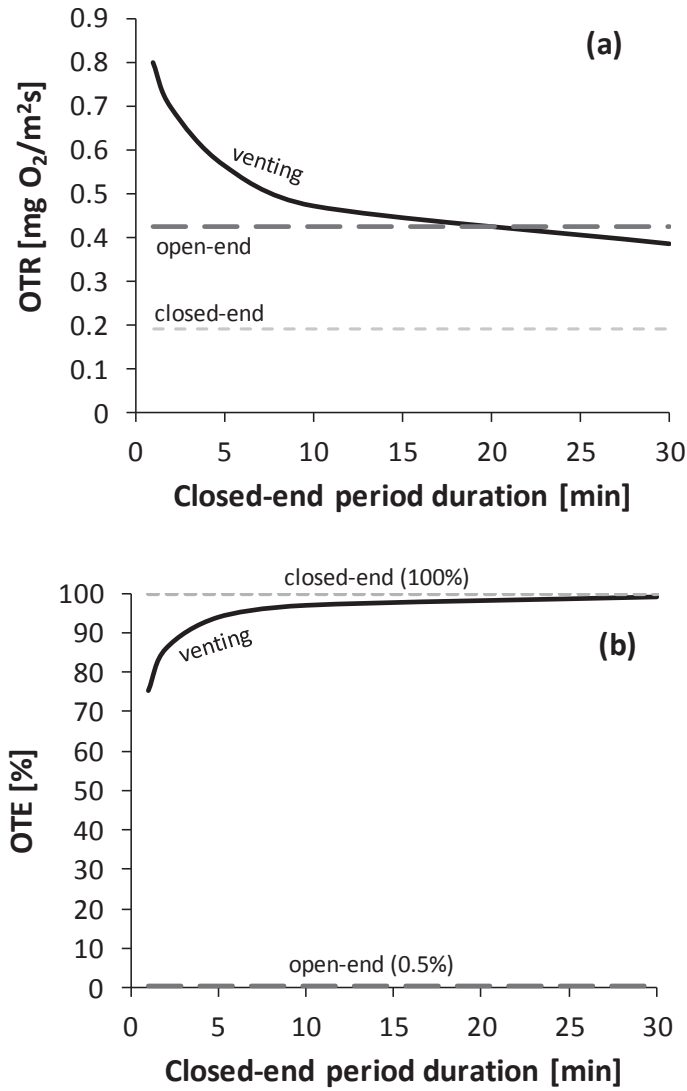 (a)
OTR [mg O₂/m²s]
0.9
0.8
0.7
0.6
0.5
0.4
0.3
0.2
0.1
0
venting
open-end
closed-end
0 5 10 15 20 25 30
Closed-end period duration [min]
closed-end (100%)
(b)
OTE [%]
100
90
80
70
60
50
40
30
20
10
0
venting
open-end (0.5%)
0 5 10 15 20 25 30
Closed-end period duration [min]